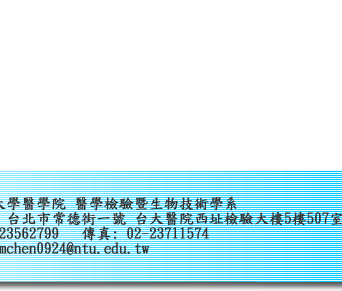 大學醫學院 醫學檢驗暨生物技術學系
台北市常德街一號 台大醫院西址檢驗大樓5樓507室
23562799 傳真: 02-23711574
mchen0924@ntu.edu.tw